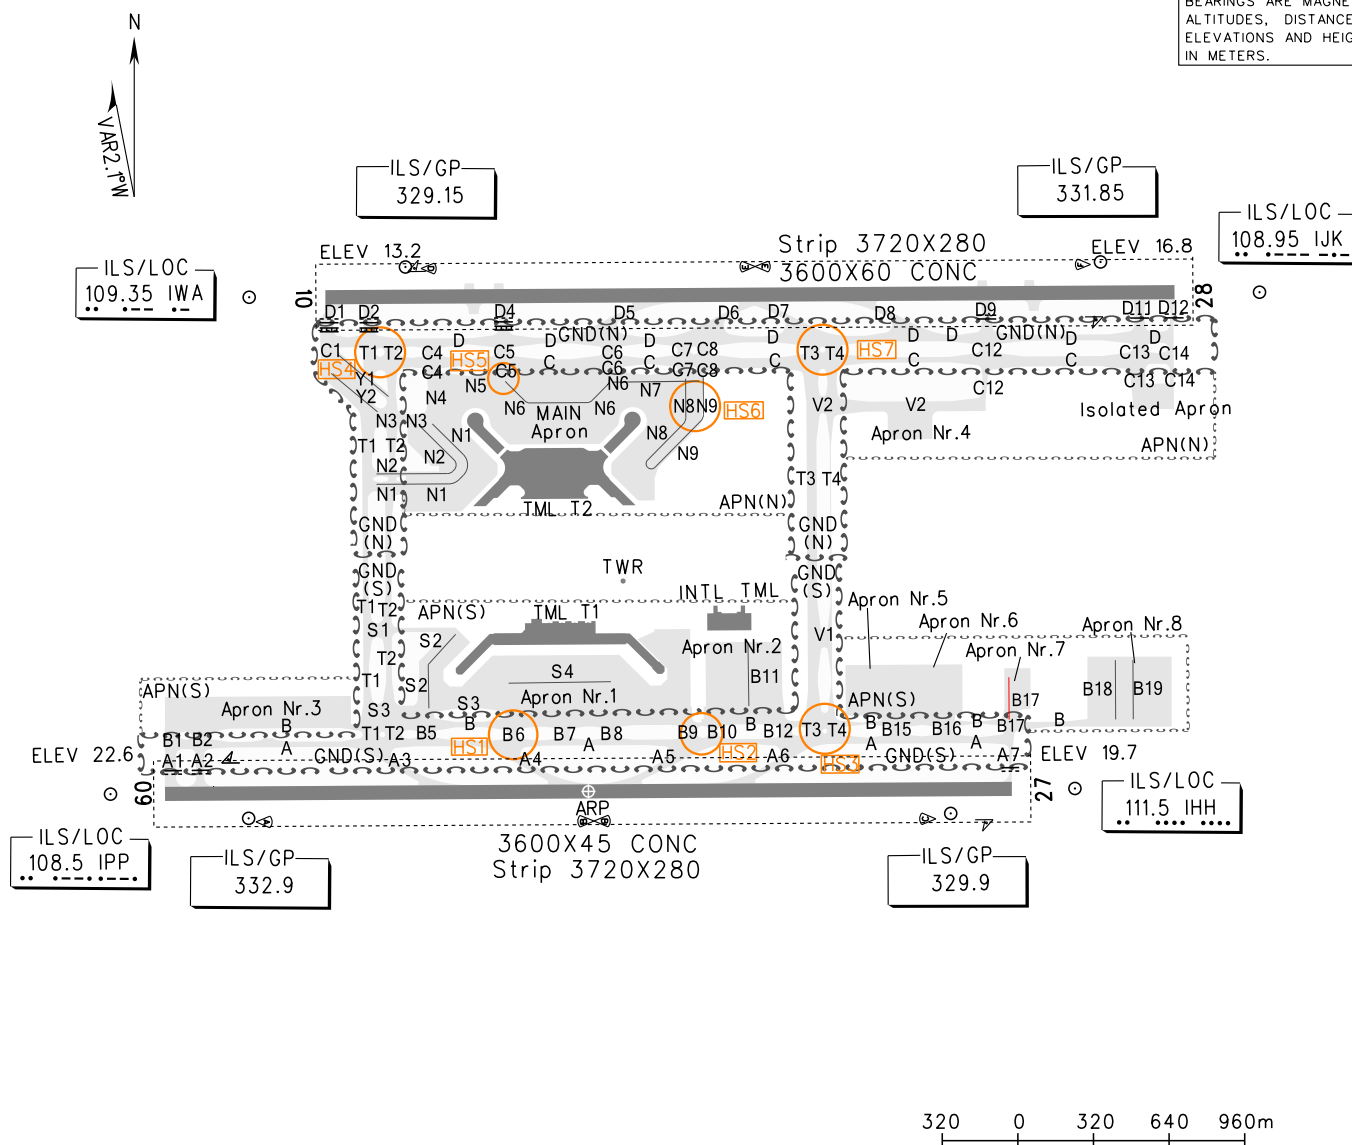 BEARINGS ARE MAGNE
ALTITUDES, DISTANCE
ELEVATIONS AND HEIG
IN METERS.
N
VAR2.1°W
ILS/GP
329.15
ILS/GP
331.85
ILS/LOC
108.95 IJK
ILS/LOC
109.35 IWA
ELEV 13.2
Strip 3720X280
ELEV 16.8
3600X60 CONC
10
28
D1 D2 D4 D5 D6 D7 D8 D9 D11 D12
GND(N) GND(N)
D D D D D D D D
C1 T1 T2 C4 C5 C6 C7 C8 C T3 T4 HS7 C C12 C C13 C14
HS4 HS5 C4 C5 C C6 C C7 C8
Y1 N5 N6 N7 C12 C13 C14
Y2 N4 N6 MAIN N6 N8 N9 HS6 V2 V2 Isolated Apron
N3 N3 N1 Apron N8 Apron Nr.4 APN(N)
T1 T2 N2 N9
N2 T3 T4
N1 N1 TML T2 APN(N)
GND
(N)
GND
(N)
GND
(S)
GND
(S)
TWR
INTL TML
T1 T2 APN(S) TML T1 Apron Nr.5
S1 S2 Apron Nr.2 V1 Apron Nr.6 Apron Nr.8
T2 S4 Apron Nr.7
T1 S2 Apron Nr.1 B11 B17 B18 B19
APN(S) S3 S3 APN(S)
Apron Nr.3
B B B B B B
B1 B2 T1 T2 B5 B6 B7 B8 B9 B10 B12 T3 T4 B15 B16 B17
HS1 HS2 HS3
A A A A
ELEV 22.6 A1 A2 GND(S) A3 A4 A5 A6 GND(S) A7 ELEV 19.7
09
27
ARP
ILS/LOC
111.5 IHH
ILS/LOC
108.5 IPP
3600X45 CONC
Strip 3720X280
ILS/GP
332.9
ILS/GP
329.9
320 0 320 640 960m